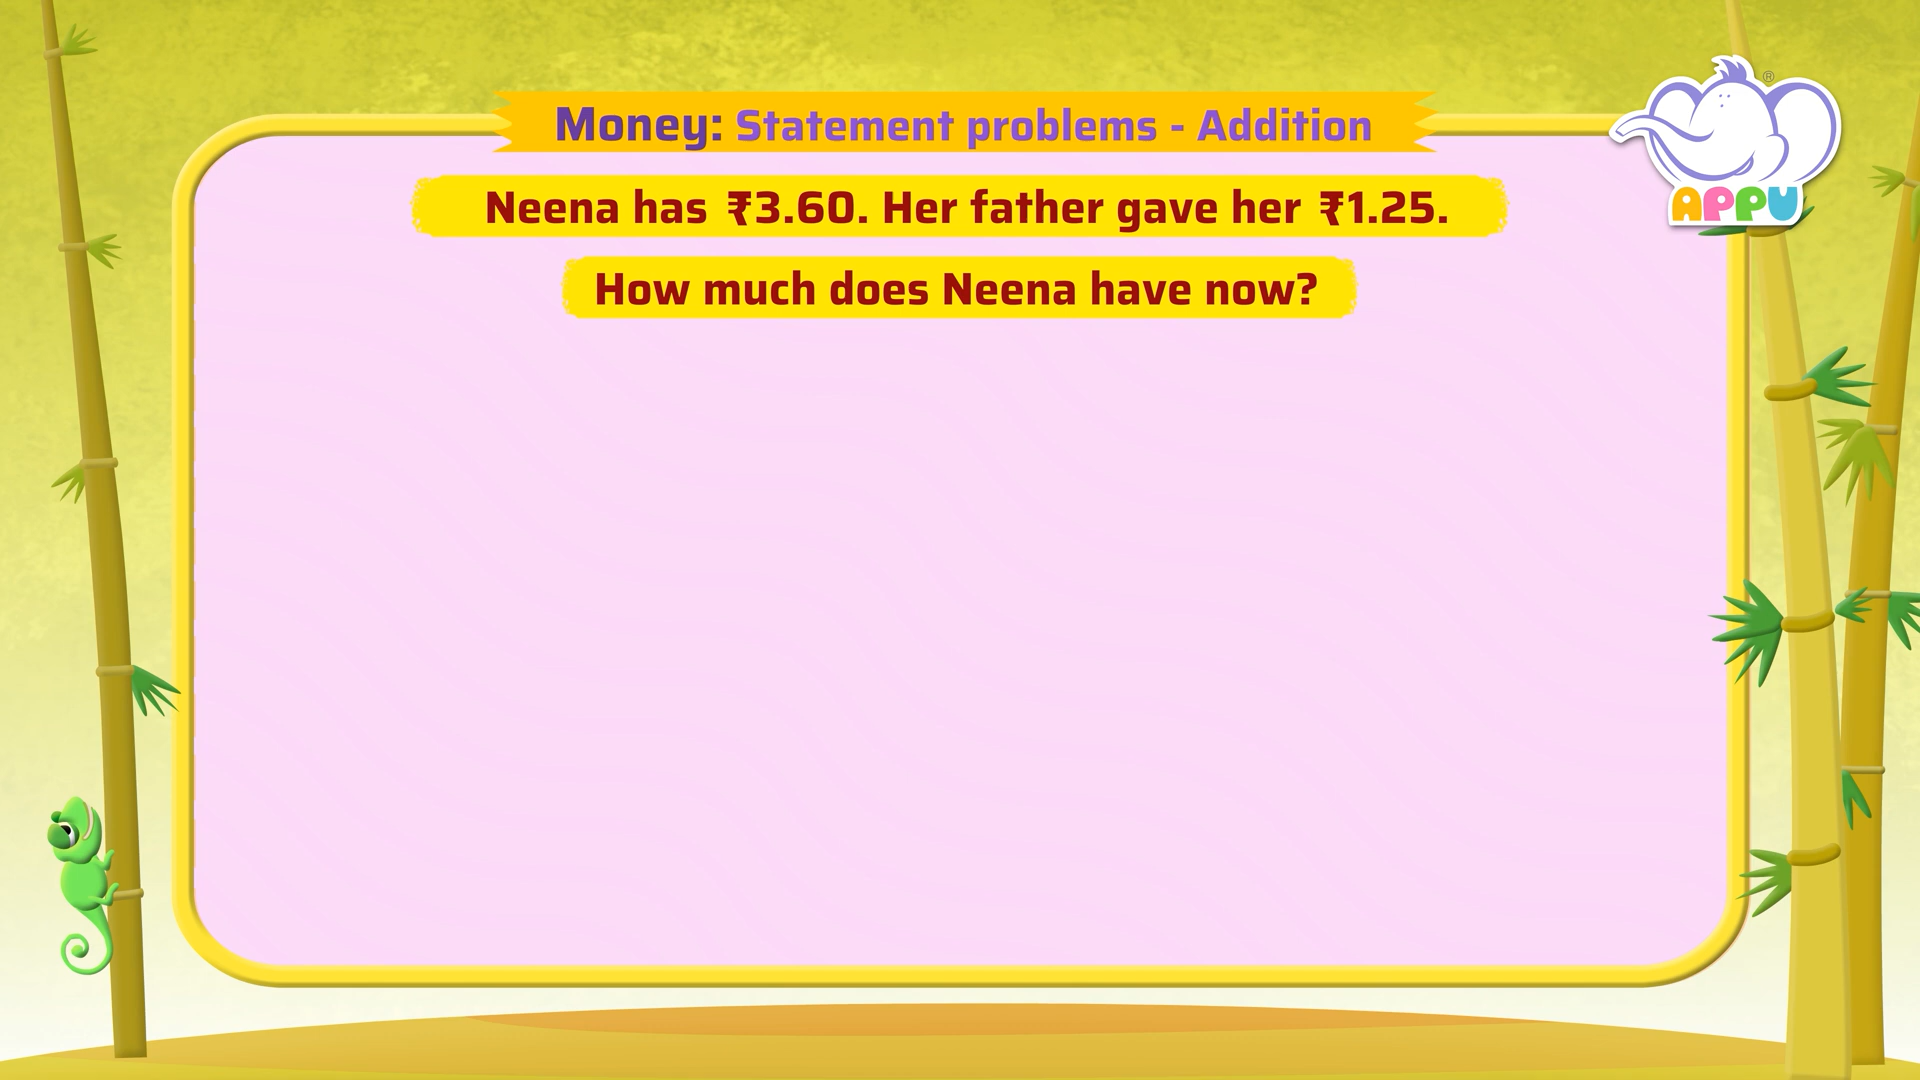 Money: Statement problems - Addition
®
APPU
Neena has ₹3.60. Her father gave her ₹1.25.
How much does Neena have now?